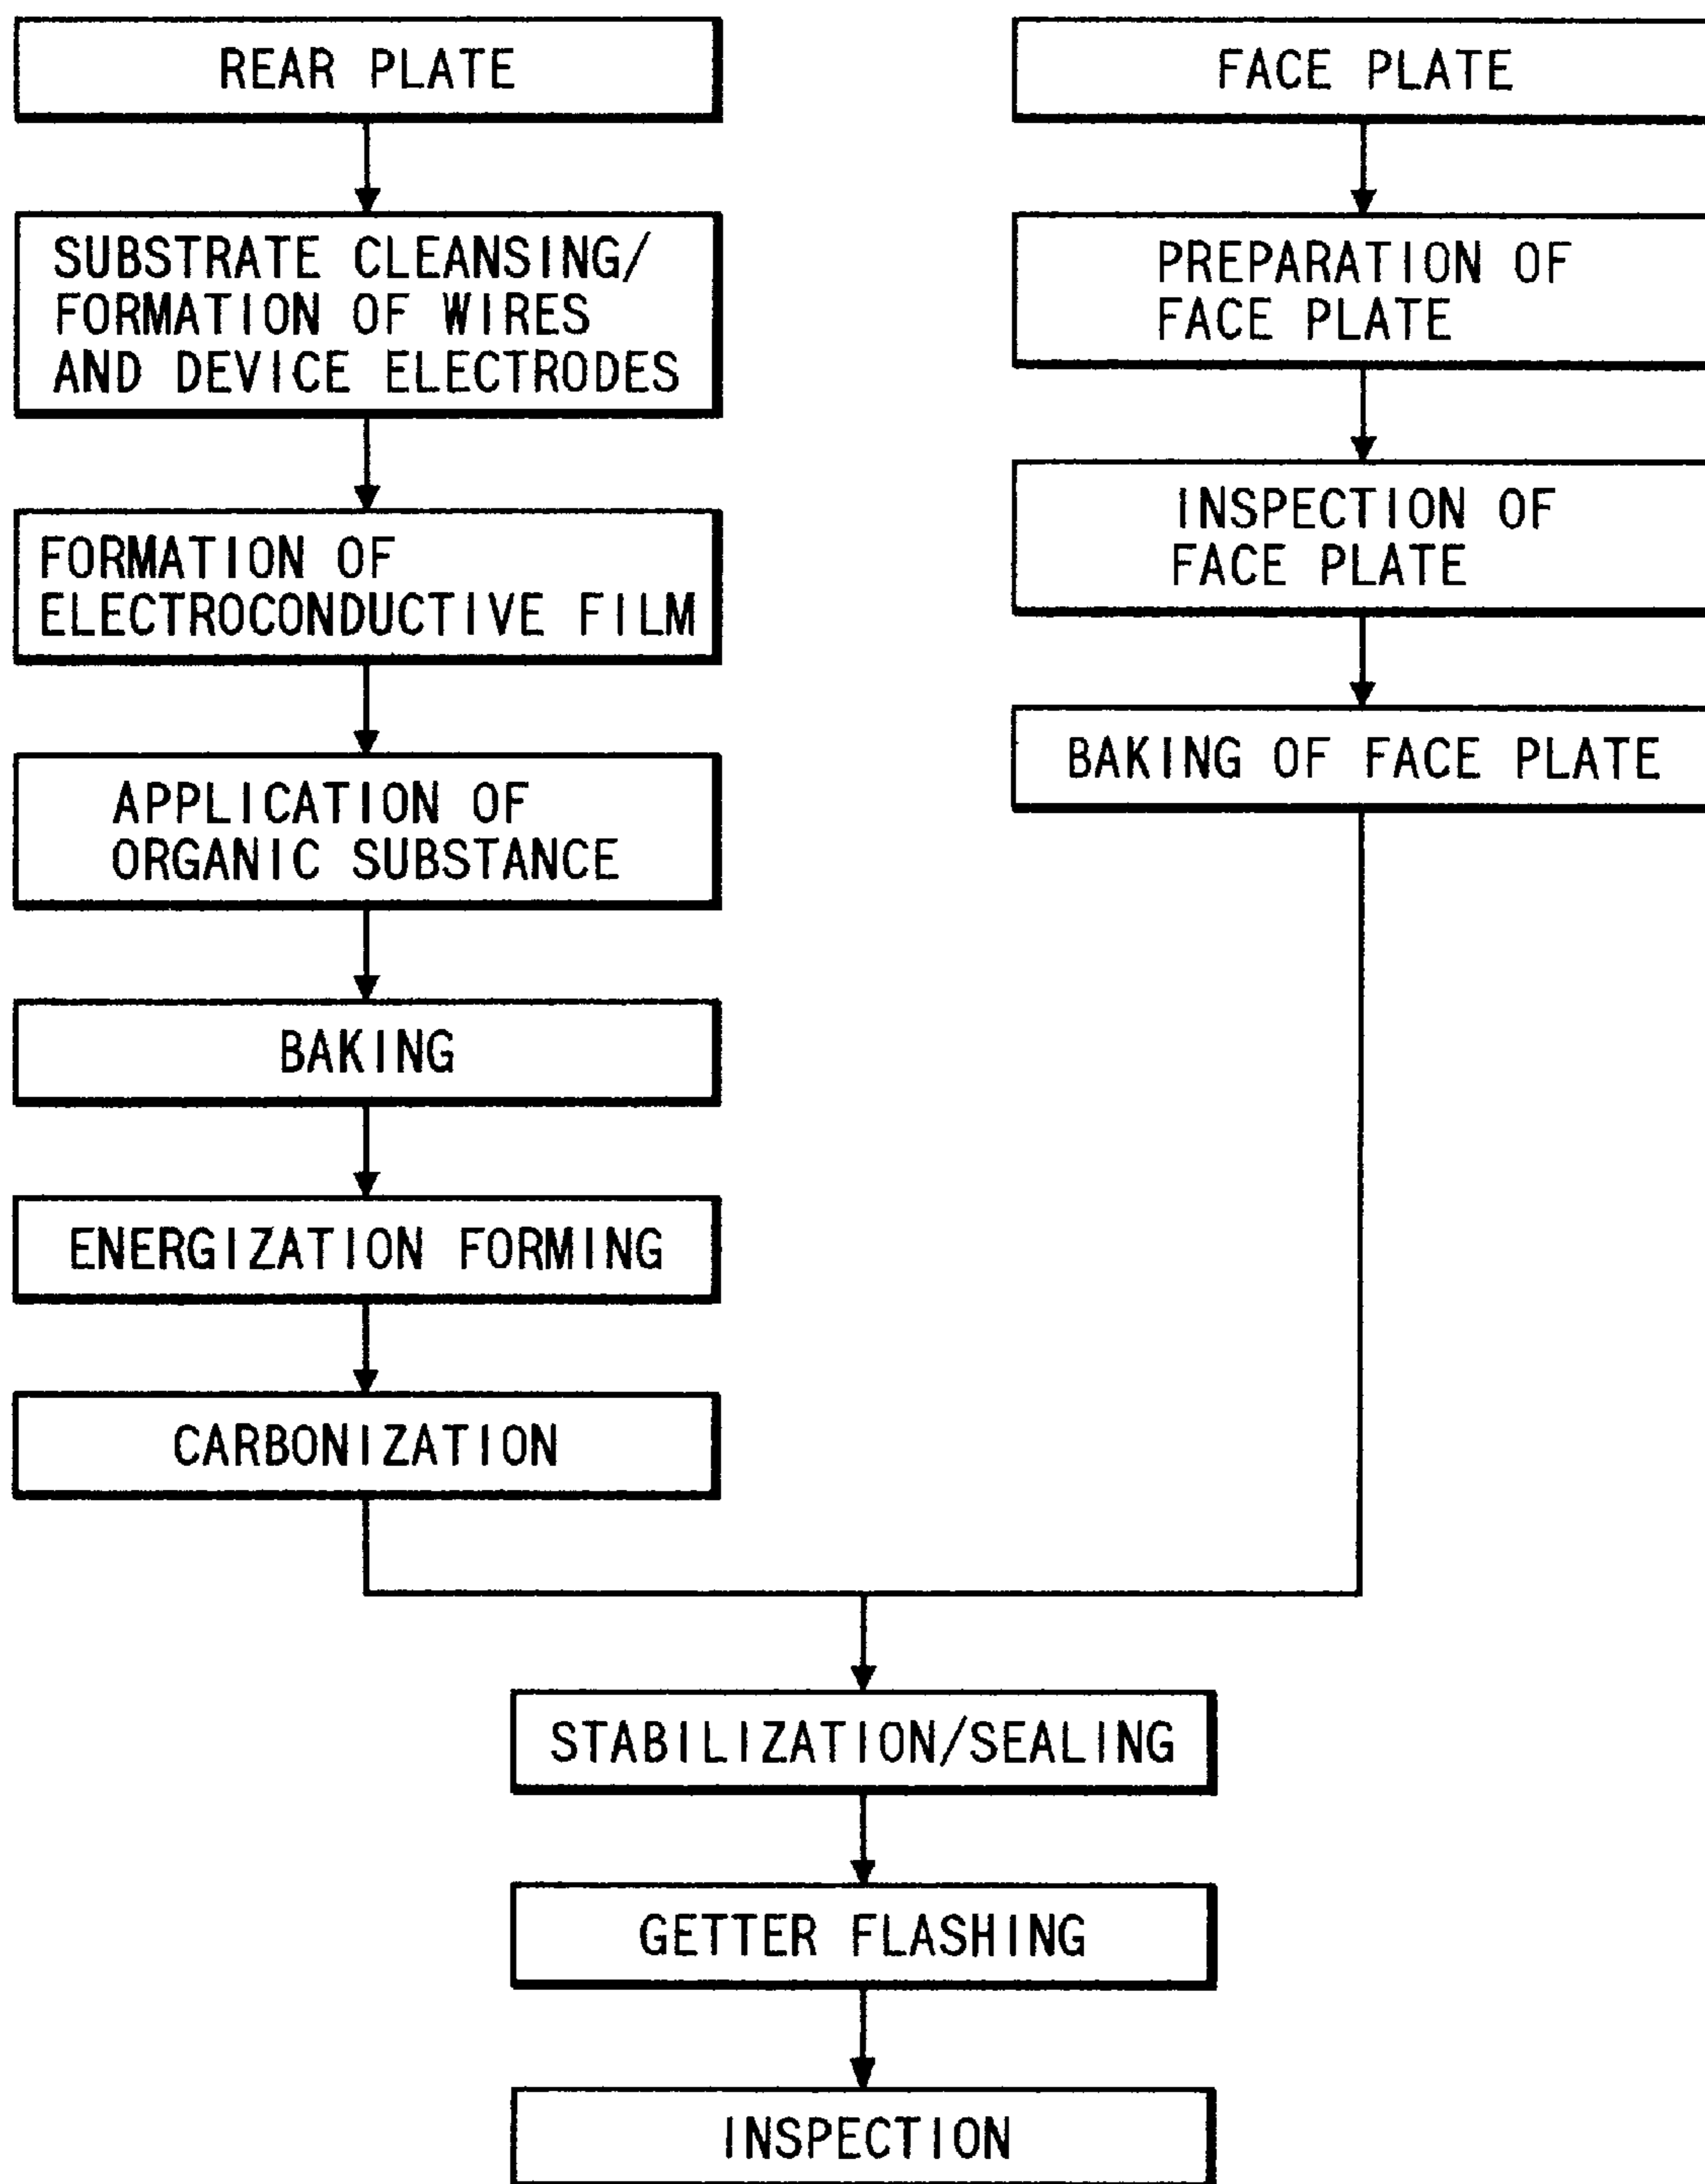 REAR PLATE
SUBSTRATE CLEANSING/
FORMATION OF WIRES
AND DEVICE ELECTRODES
FORMATION OF
ELECTROCONDUCTIVE FILM
APPLICATION OF
ORGANIC SUBSTANCE
BAKING
ENERGIZATION FORMING
CARBONIZATION
FACE PLATE
PREPARATION OF
FACE PLATE
INSPECTION OF
FACE PLATE
BAKING OF FACE PLATE
STABILIZATION/SEALING
GETTER FLASHING
INSPECTION